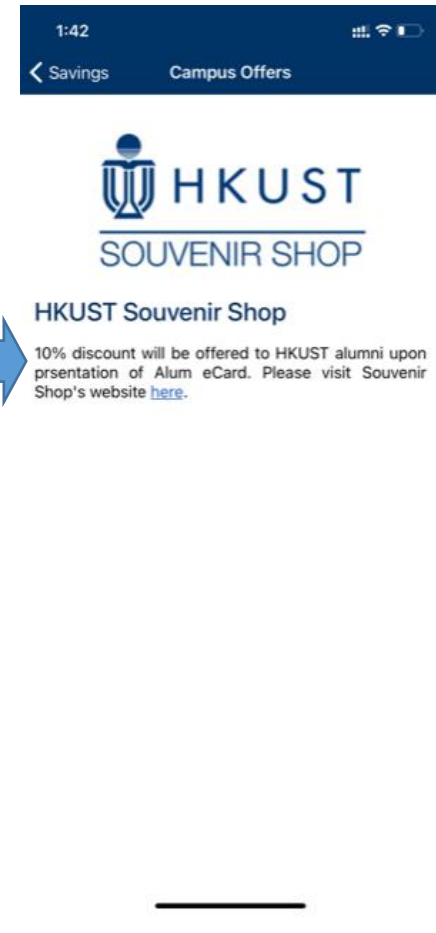 1:42
Savings Campus Offers
HKUST
SOUVENIR SHOP
HKUST Souvenir Shop
10% discount will be offered to HKUST alumni upon
prsentation of Alum eCard. Please visit Souvenir
Shop's website here.